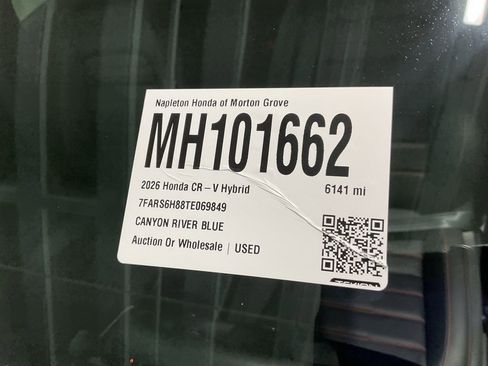 Napleton Honda of Morton Grove
MH101662
2026 Honda CR – V Hybrid 6141 mi
7FARS6H88TE069849
CANYON RIVER BLUE
Auction Or Wholesale | USED
TEKION